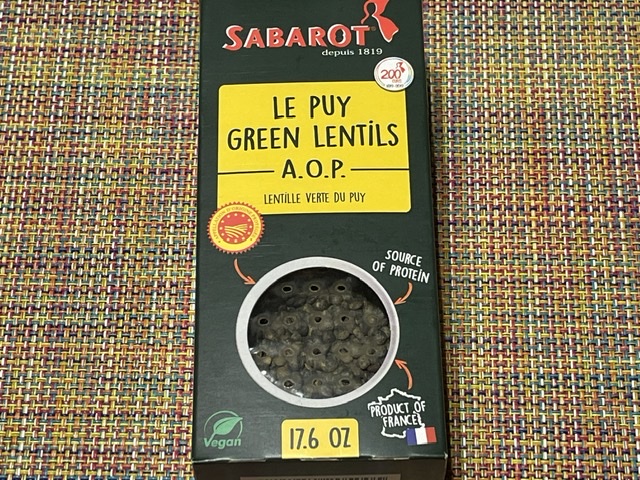 SABAROT
depuis 1819
200
LE PUY
GREEN LENTILS
A.O.P.
LENTILLE VERTE DU PUY
SOURCE
OF PROTEIN
PRODUCT OF
FRANCE
Vegan
17.6 OZ